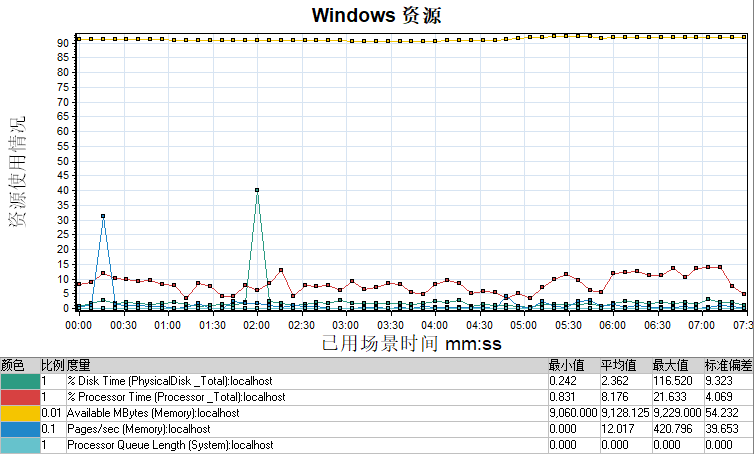 Windows 资源
资源使用情况
90
85
80
75
70
65
60
55
50
45
40
35
30
25
20
15
10
5
0
00:00 00:30 01:00 01:30 02:00 02:30 03:00 03:30 04:00 04:30 05:00 05:30 06:00 06:30 07:00 07:3
已用场景时间 mm:ss
颜色 比例 度量 最小值 平均值 最大值 标准偏差
1 % Disk Time (PhysicalDisk _Total):localhost 0.242 2.362 116.520 9.323
1 % Processor Time (Processor _Total):localhost 0.831 8.176 21.633 4.069
0.01 Available MBytes (Memory):localhost 9,060.000 9,128.125 9,229.000 54.232
0.1 Pages/sec (Memory):localhost 0.000 12.017 420.796 39.653
1 Processor Queue Length (System):localhost 0.000 0.000 0.000 0.000